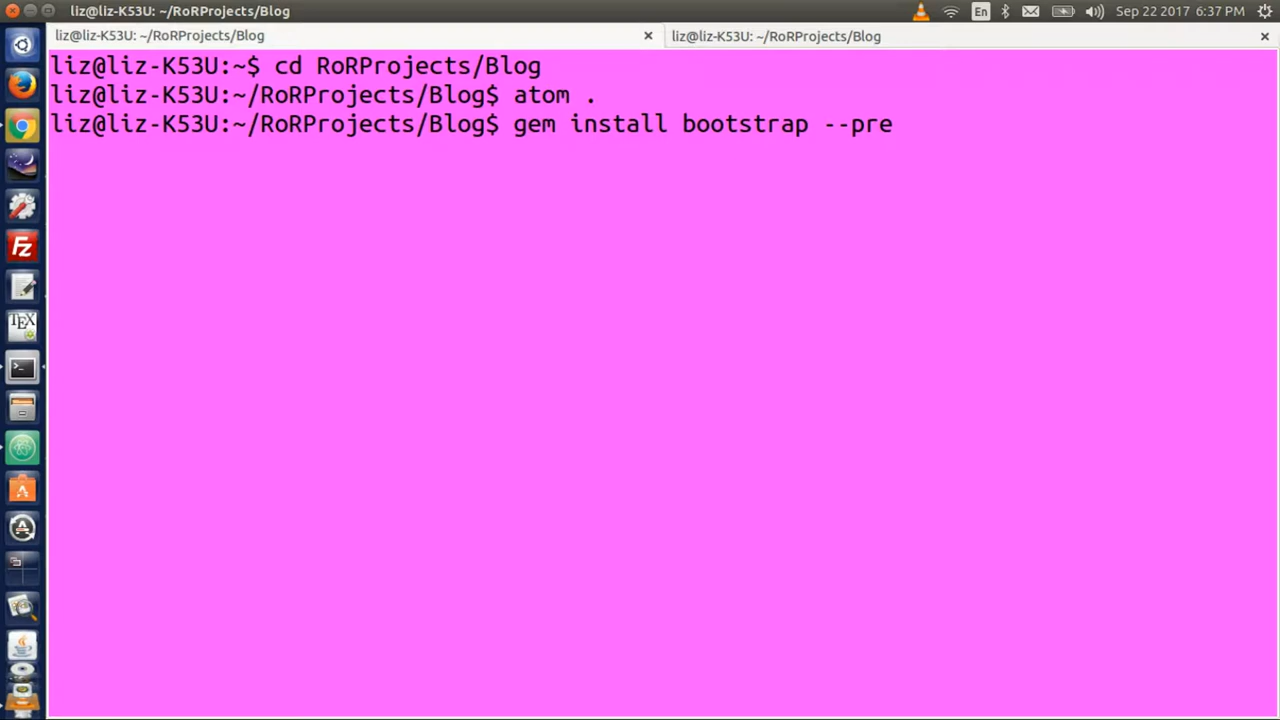 liz@liz-K53U: ~/RoRProjects/Blog
En
Sep 22 2017 6:37 PM
liz@liz-K53U: ~/RoRProjects/Blog
liz@liz-K53U: ~/RoRProjects/Blog
liz@liz-K53U:~$ cd RoRProjects/Blog
liz@liz-K53U:~/RoRProjects/Blog$ atom .
liz@liz-K53U:~/RoRProjects/Blog$ gem install bootstrap --pre
Fz
TEX